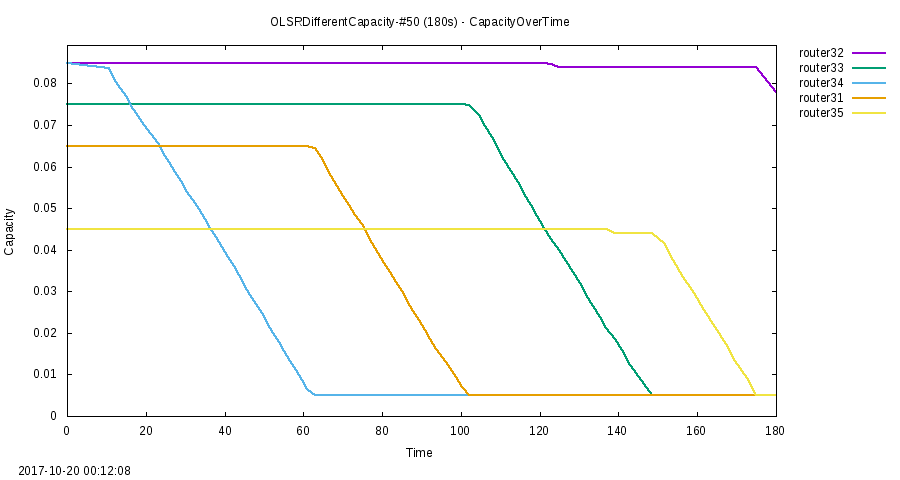 OLSRDifferentCapacity-#50 (180s) - CapacityOverTime
router32
router33
router34
router31
router35
Capacity
0.08
0.07
0.06
0.05
0.04
0.03
0.02
0.01
0
0 20 40 60 80 100 120 140 160 180
Time
2017-10-20 00:12:08